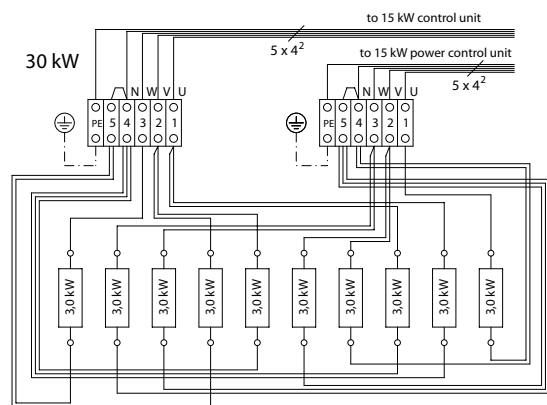 to 15 kW control unit
5 x 4²
to 15 kW power control unit
30 kW
5 x 4²
N W V U
N W V U
PE 5 4 3 2 1
PE 5 4 3 2 1
3,0 kW
3,0 kW
3,0 kW
3,0 kW
3,0 kW
3,0 kW
3,0 kW
3,0 kW
3,0 kW
3,0 kW